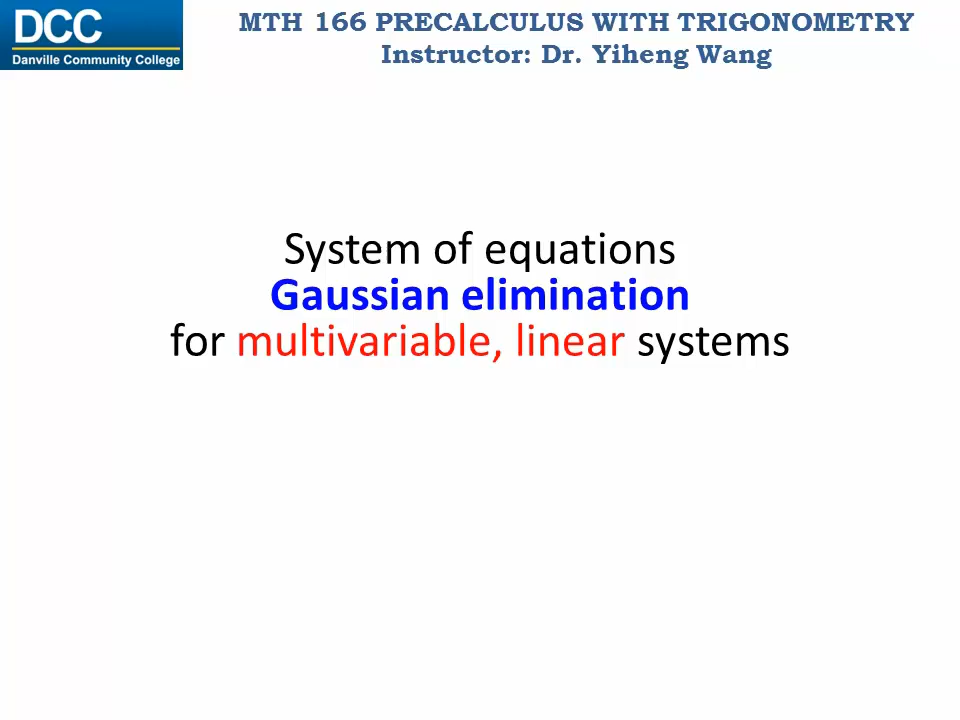 DCC
Danville Community College
MTH 166 PRECALCULUS WITH TRIGONOMETRY
Instructor: Dr. Yiheng Wang
System of equations
Gaussian elimination
for multivariable, linear systems